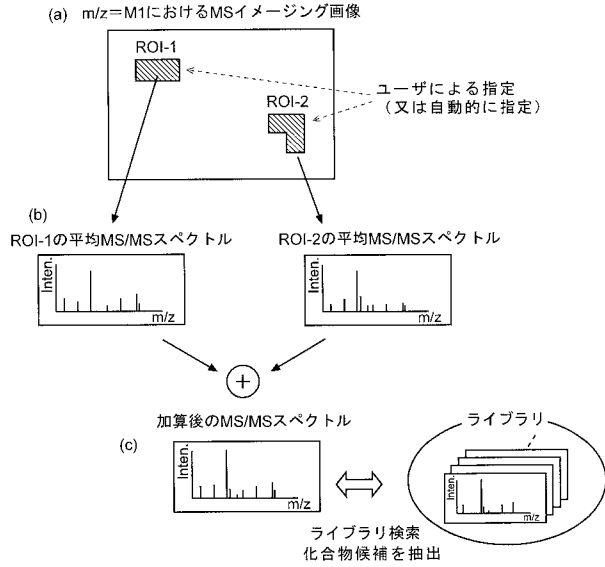 (a) m/z=M1におけるMSイメージング画像
ROI-1
ROI-2
ユーザによる指定
(又は自動的に指定)
(b)
ROI-1の平均MS/MSスペクトル
ROI-2の平均MS/MSスペクトル
Inten.
m/z
Inten.
m/z
+
加算後のMS/MSスペクトル
ライブラリ
(c)
Inten.
m/z
Inten.
m/z
ライブラリ検索
化合物候補を抽出